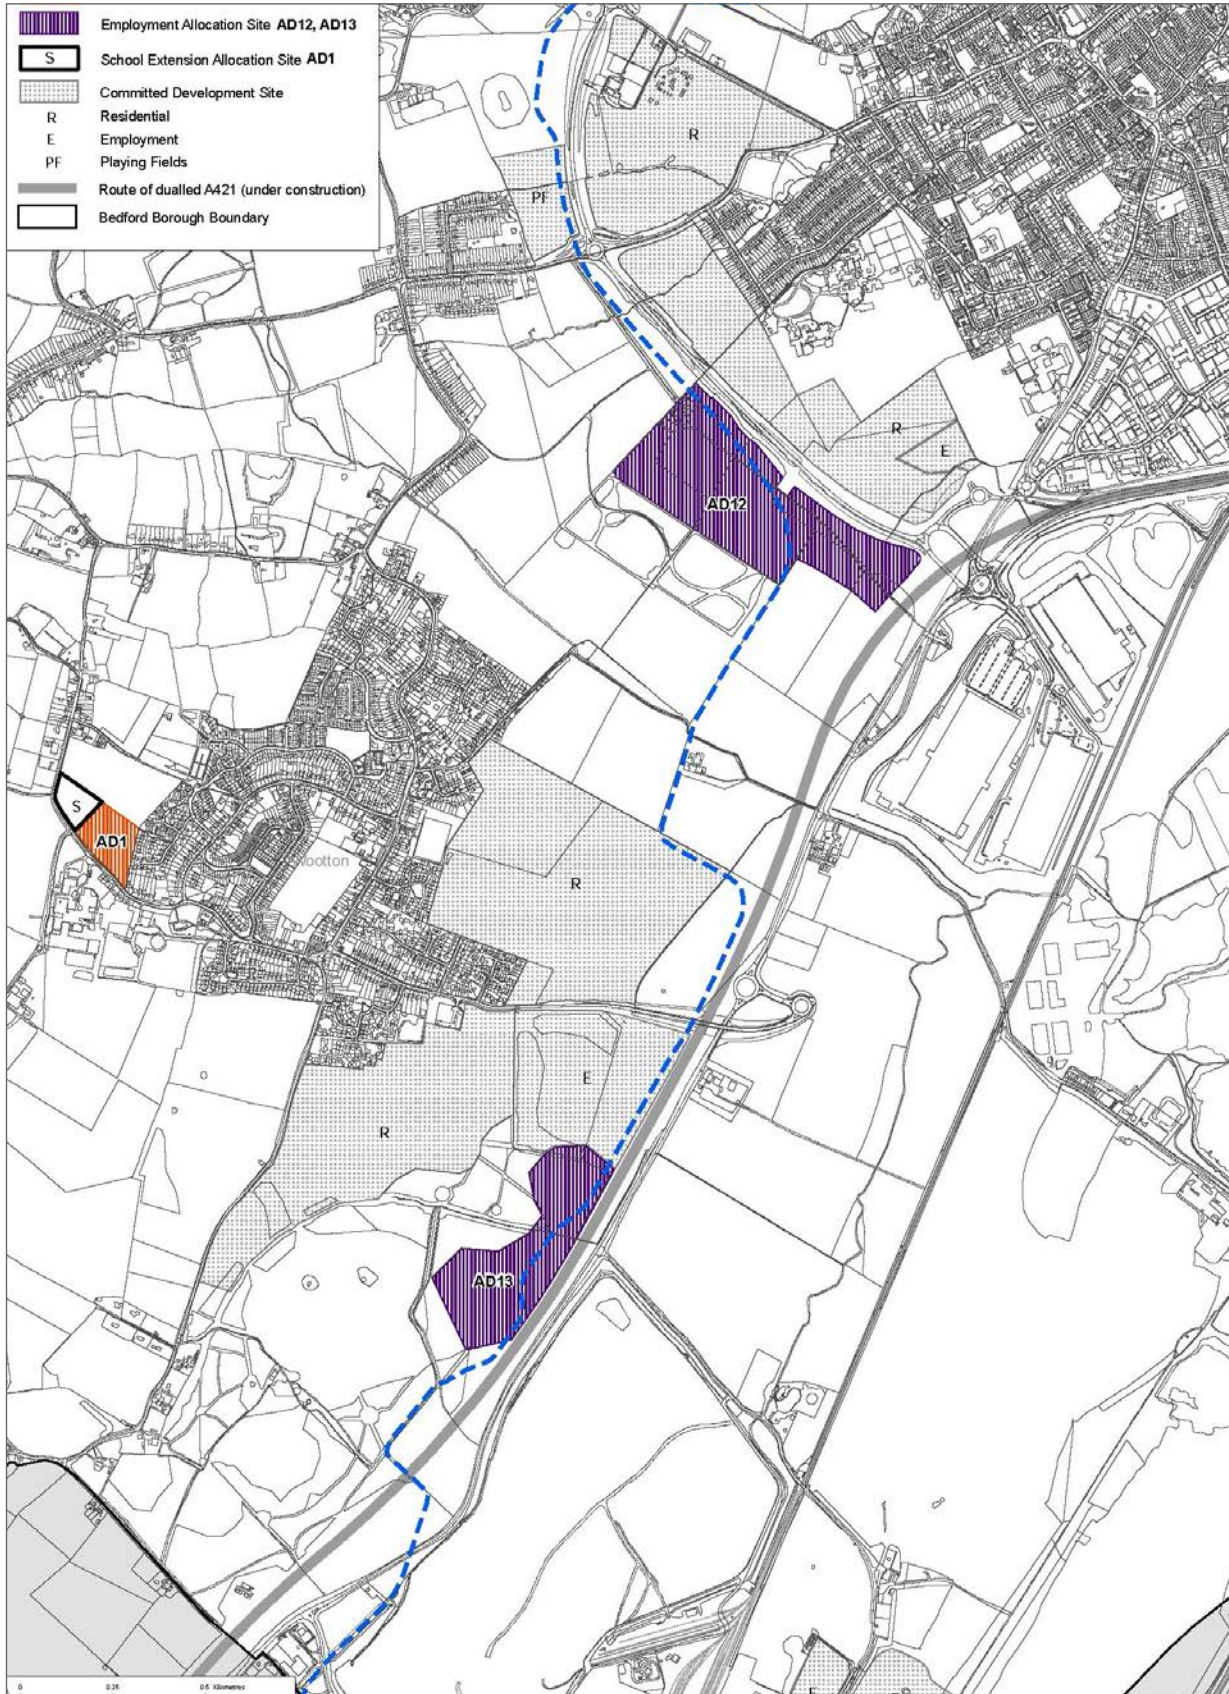 Employment Allocation Site AD12, AD13
S School Extension Allocation Site AD1
Committed Development Site
R Residential
E Employment
PF Playing Fields
Route of dualled A421 (under construction)
Bedford Borough Boundary
R
PF
R
E
AD12
S
AD1
Wootton
R
E
R
AD13
E
0 0.25 0.5 Kilometres